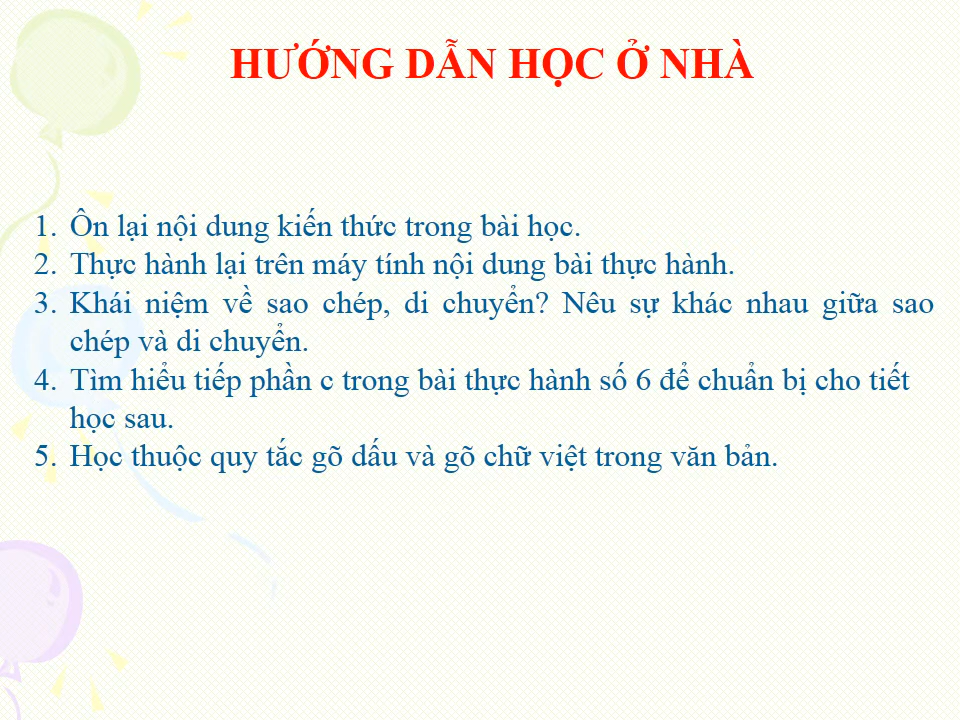 HƯỚNG DẪN HỌC Ở NHÀ
1. Ôn lại nội dung kiến thức trong bài học.
2. Thực hành lại trên máy tính nội dung bài thực hành.
3. Khái niệm về sao chép, di chuyển? Nêu sự khác nhau giữa sao
chép và di chuyển.
4. Tìm hiểu tiếp phần c trong bài thực hành số 6 để chuẩn bị cho tiết
học sau.
5. Học thuộc quy tắc gõ dấu và gõ chữ việt trong văn bản.